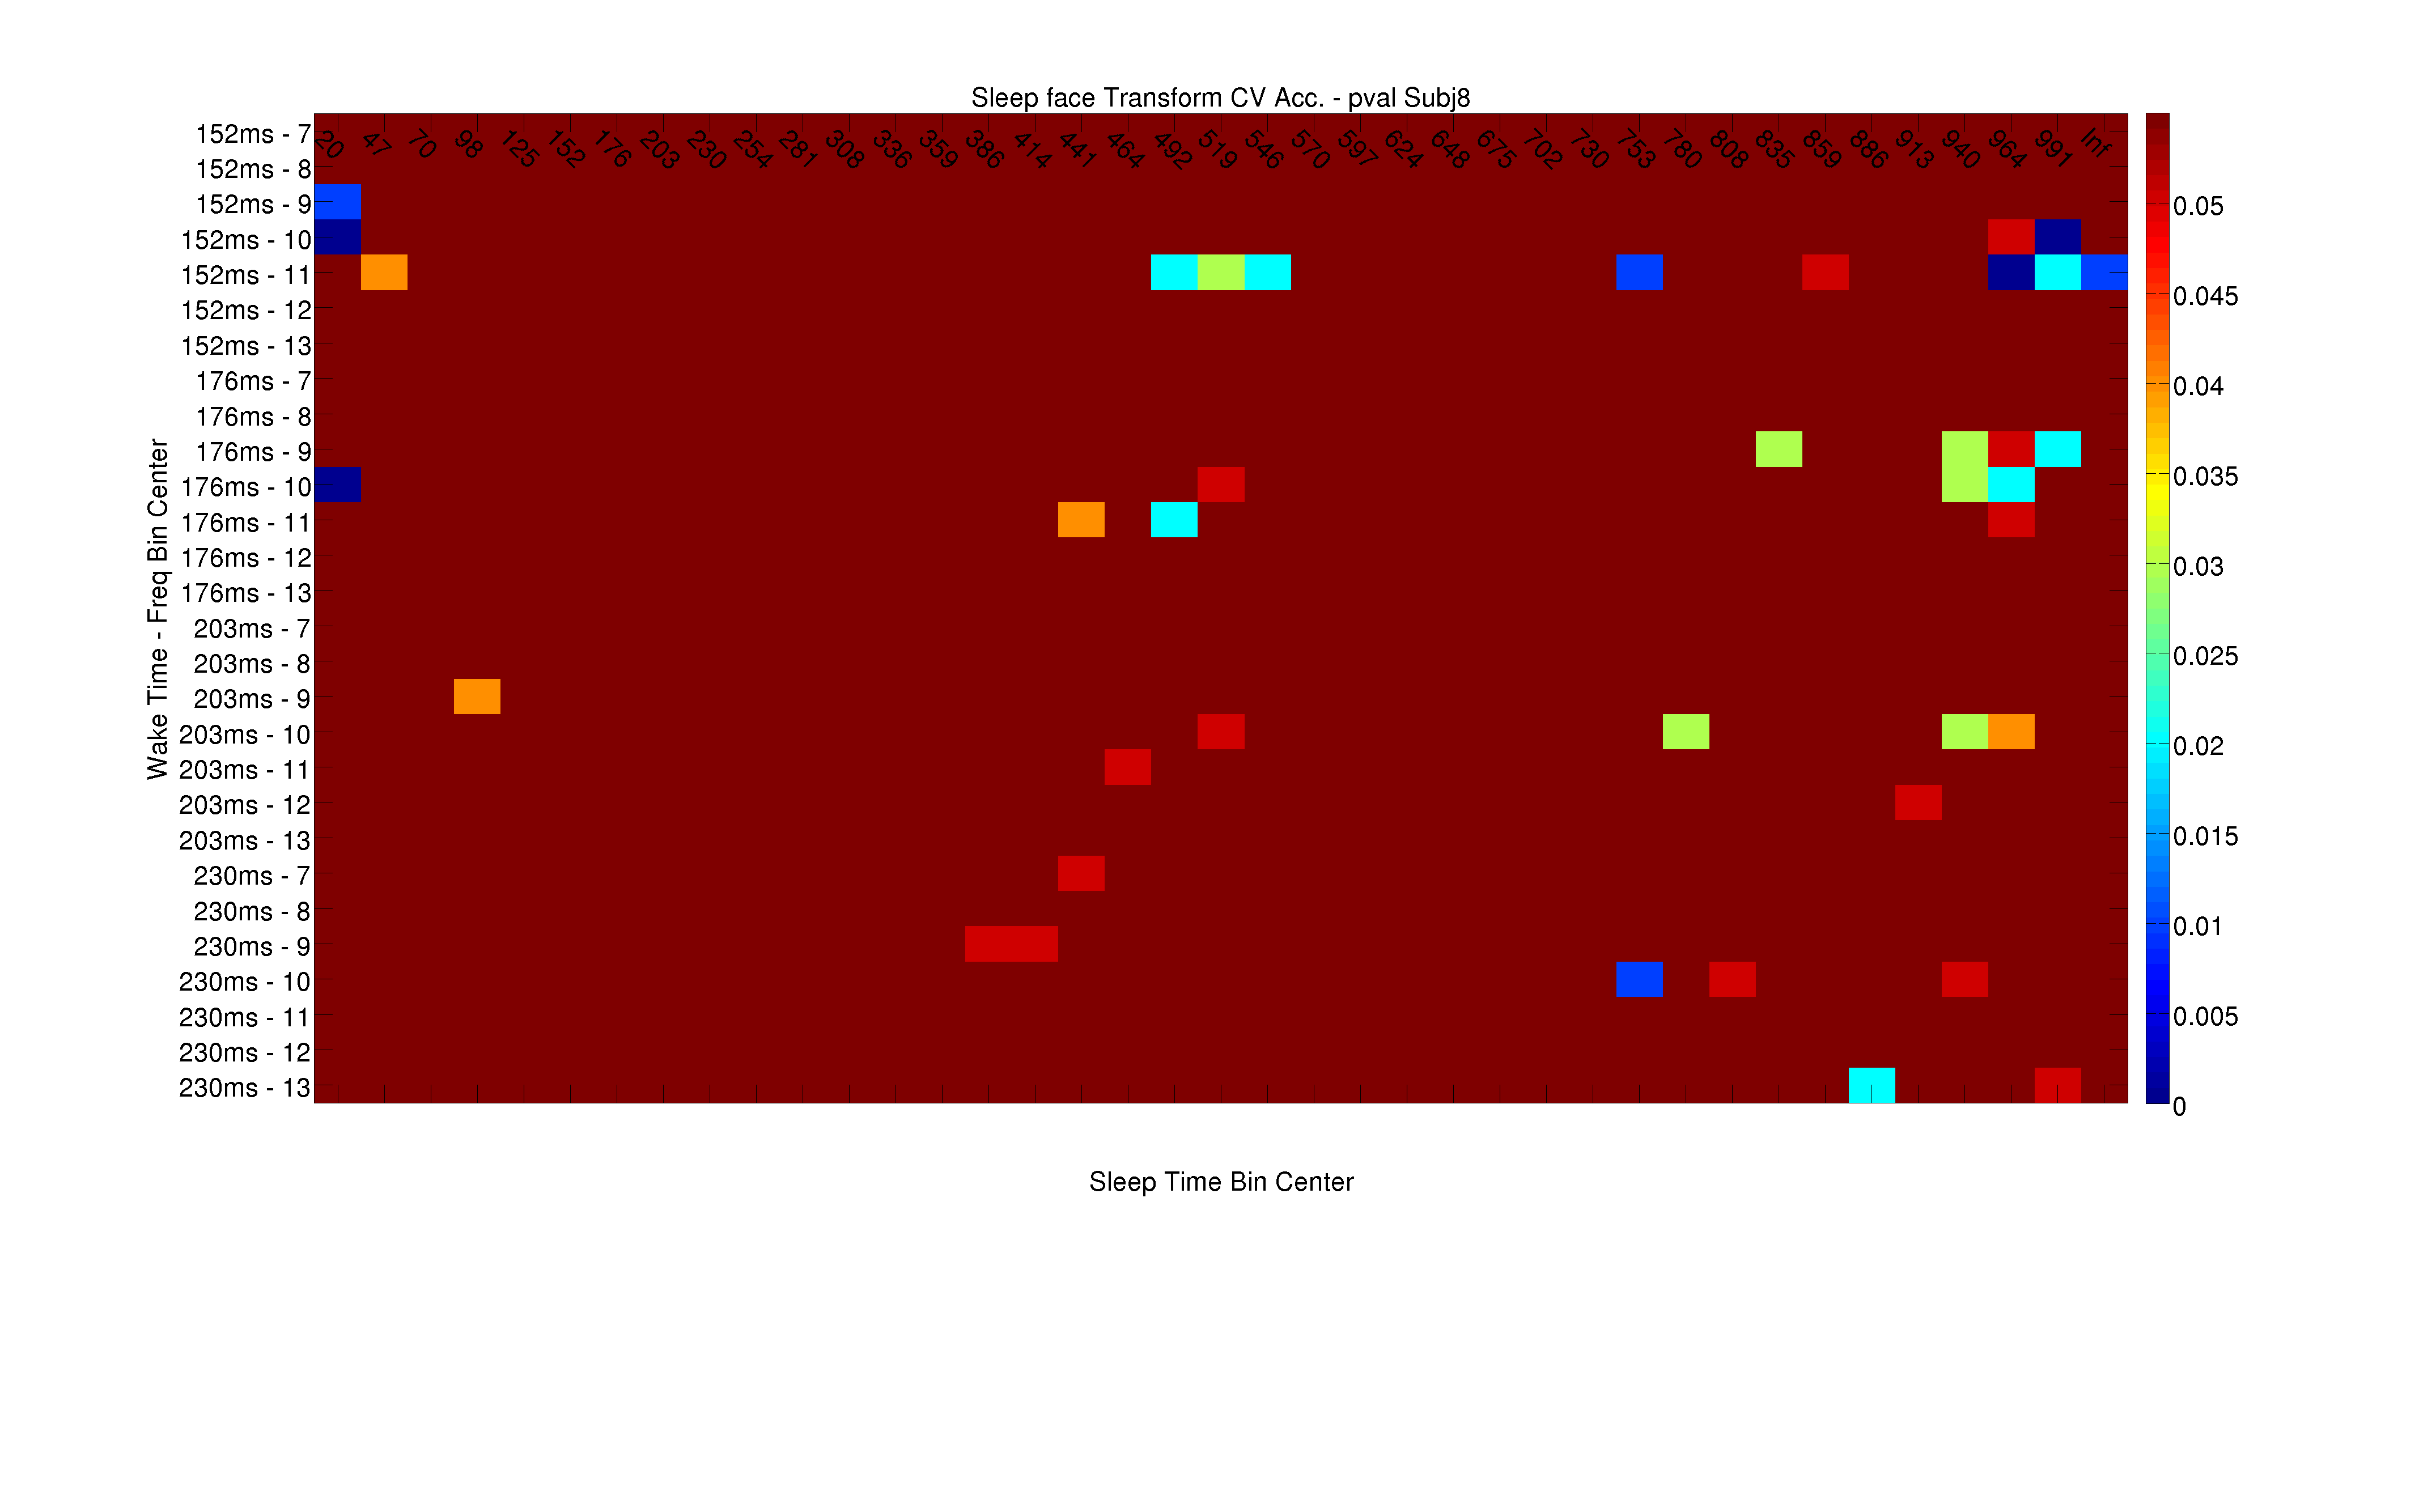 Sleep face Transform CV Acc. - pval Subj8
20 47 70 98 125 152 176 203 230 254 281 308 336 359 386 414 441 464 492 519 546 570 597 624 648 675 702 730 753 780 808 835 859 886 913 940 964 991 Inf
152ms - 7
152ms - 8
152ms - 9
152ms - 10
152ms - 11
152ms - 12
152ms - 13
176ms - 7
176ms - 8
176ms - 9
176ms - 10
176ms - 11
176ms - 12
176ms - 13
203ms - 7
203ms - 8
203ms - 9
203ms - 10
203ms - 11
203ms - 12
203ms - 13
230ms - 7
230ms - 8
230ms - 9
230ms - 10
230ms - 11
230ms - 12
230ms - 13
Wake Time - Freq Bin Center
0.05
0.045
0.04
0.035
0.03
0.025
0.02
0.015
0.01
0.005
0
Sleep Time Bin Center